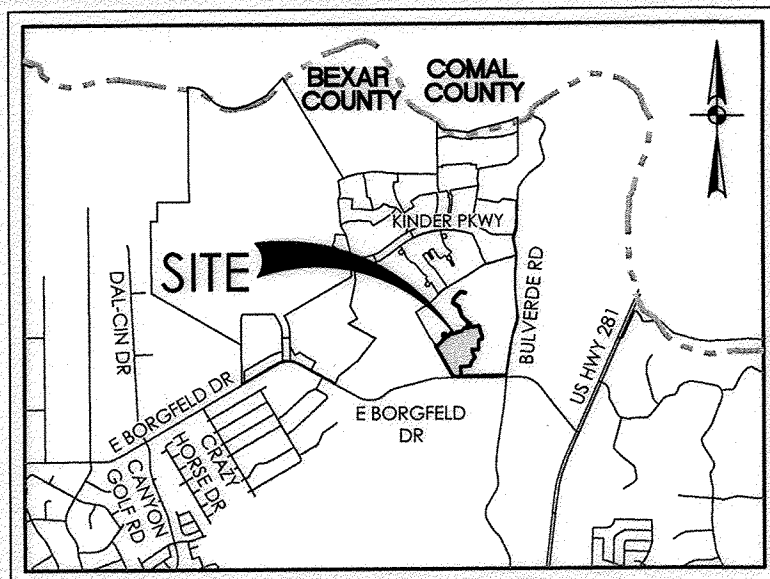 BEXAR
COUNTY
COMAL
COUNTY
KINDER PKWY
SITE
DAL-CIN DR
BULVERDE RD
US HWY 281
E BORGFELD DR
E BORGFELD
DR
CRAZY
HORSE DR
CANYON
GOLF RD